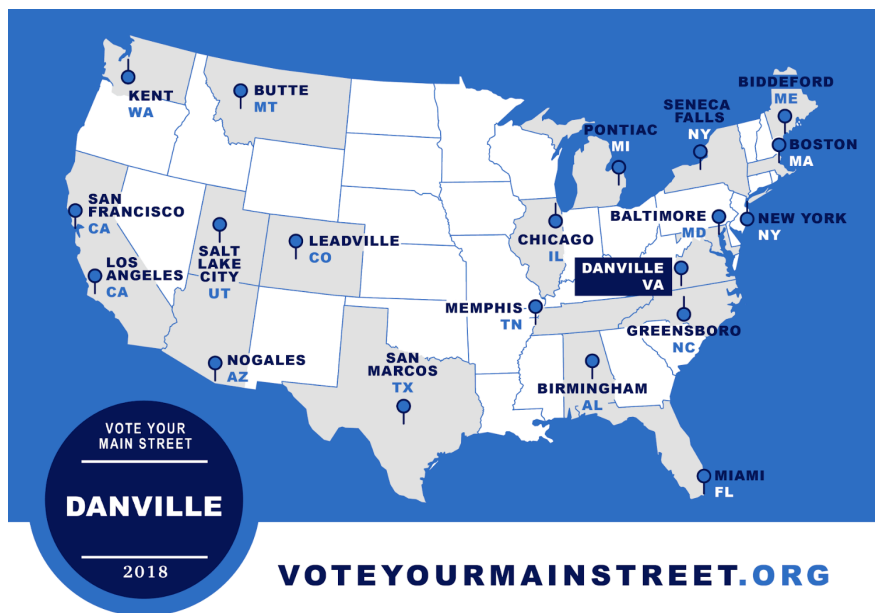 KENT
WA
BUTTE
MT
BIDDEFORD
ME
SENECA
FALLS
NY
PONTIAC
MI
BOSTON
MA
SAN
FRANCISCO
CA
SALT
LAKE
CITY
UT
LEADVILLE
CO
CHICAGO
IL
BALTIMORE
MD
NEW YORK
NY
LOS
ANGELES
CA
DANVILLE
VA
MEMPHIS
TN
GREENSBORO
NC
NOGALES
AZ
SAN
MARCOS
TX
BIRMINGHAM
AL
MIAMI
FL
VOTE YOUR
MAIN STREET
DANVILLE
2018
VOTEYOURMAINSTREET.ORG